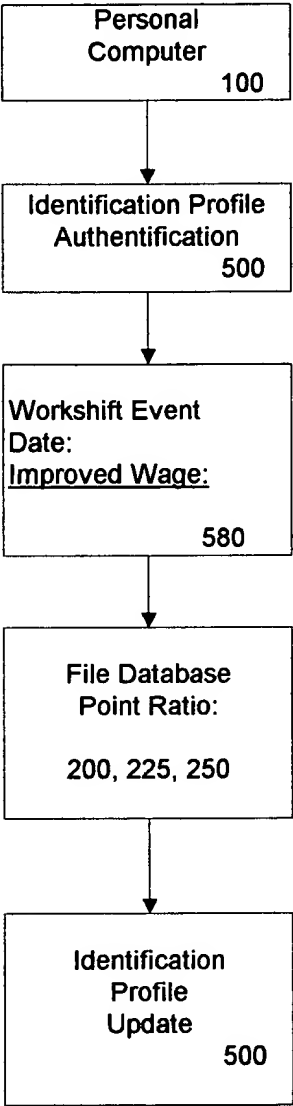 Personal
Computer
100
Identification Profile
Authentification
500
Workshift Event
Date:
Improved Wage:
580
File Database
Point Ratio:
200, 225, 250
Identification
Profile
Update
500